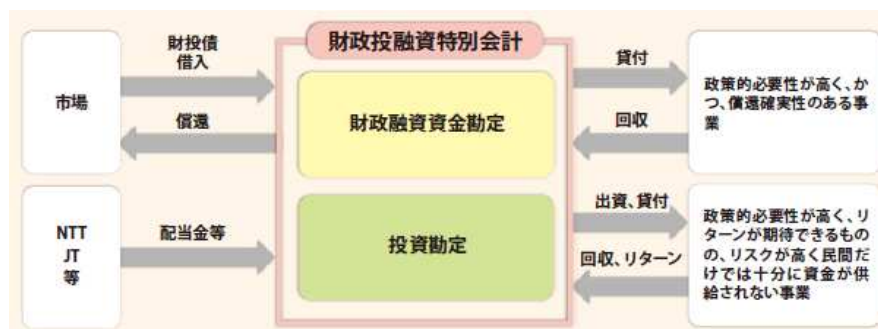 財政投融資特別会計
市場
財投債
借入
償還
財政融資資金勘定
貸付
回収
政策的必要性が高く、か
つ、償還確実性のある事
業
NTT
JT
等
配当金等
投資勘定
出資、貸付
回収、リターン
政策的必要性が高く、リ
ターンが期待できるもの
の、リスクが高く民間だ
けでは十分に資金が供
給されない事業